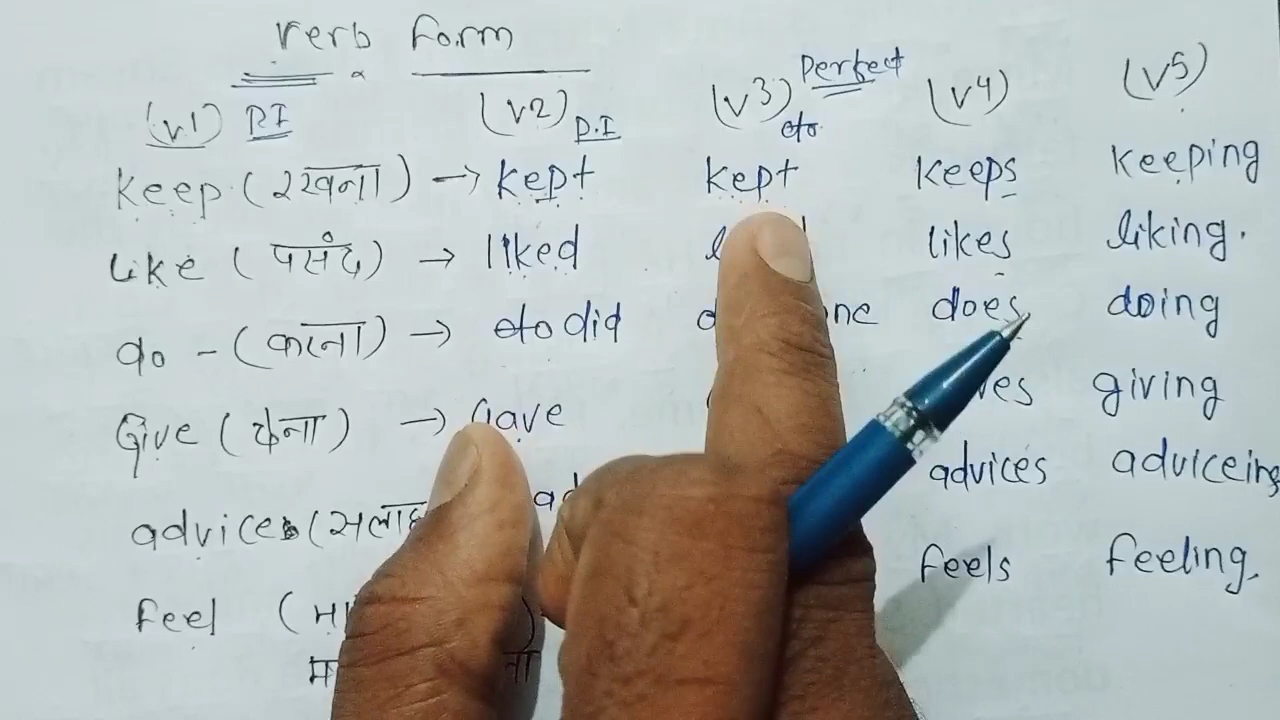 verb form
(v1) P.I (v2) P.I (v3) Perfect (v4) (v5)
keep (रखना) → kept kept keeps keeping
Like (पसंद) → liked likes liking.
do - (करना) → did does doing
Give (देना) → Gave giving
advice (सलाह advices adviceing
feel feels feeling.